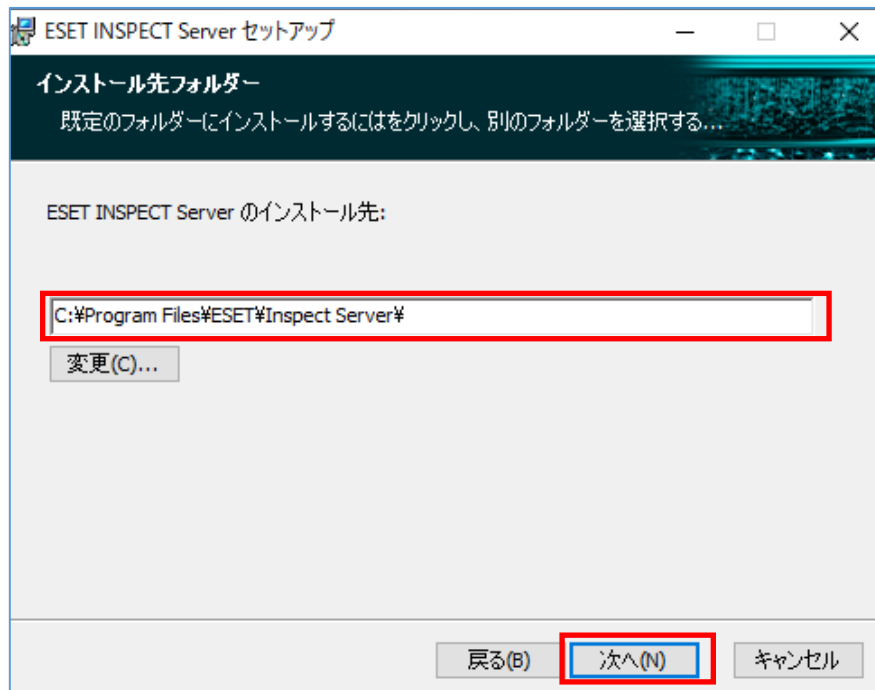 ESET INSPECT Server セットアップ
インストール先フォルダー
既定のフォルダーにインストールするにはをクリックし、別のフォルダーを選択する...
ESET INSPECT Server のインストール先:
C:¥Program Files¥ESET¥Inspect Server¥
変更(C)...
戻る(B) 次へ(N) キャンセル